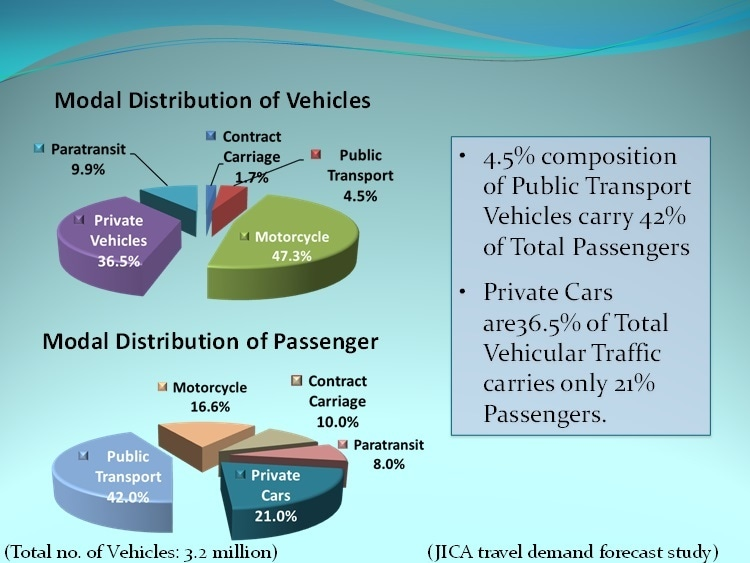 Modal Distribution of Vehicles
Paratransit
9.9%
Contract
Carriage
1.7%
Public
Transport
4.5%
Private
Vehicles
36.5%
Motorcycle
47.3%
Modal Distribution of Passenger
Motorcycle
16.6%
Contract
Carriage
10.0%
Paratransit
8.0%
Public
Transport
42.0%
Private
Cars
21.0%
• 4.5% composition
of Public Transport
Vehicles carry 42%
of Total Passengers
• Private Cars
are36.5% of Total
Vehicular Traffic
carries only 21%
Passengers.
(Total no. of Vehicles: 3.2 million)
(JICA travel demand forecast study)